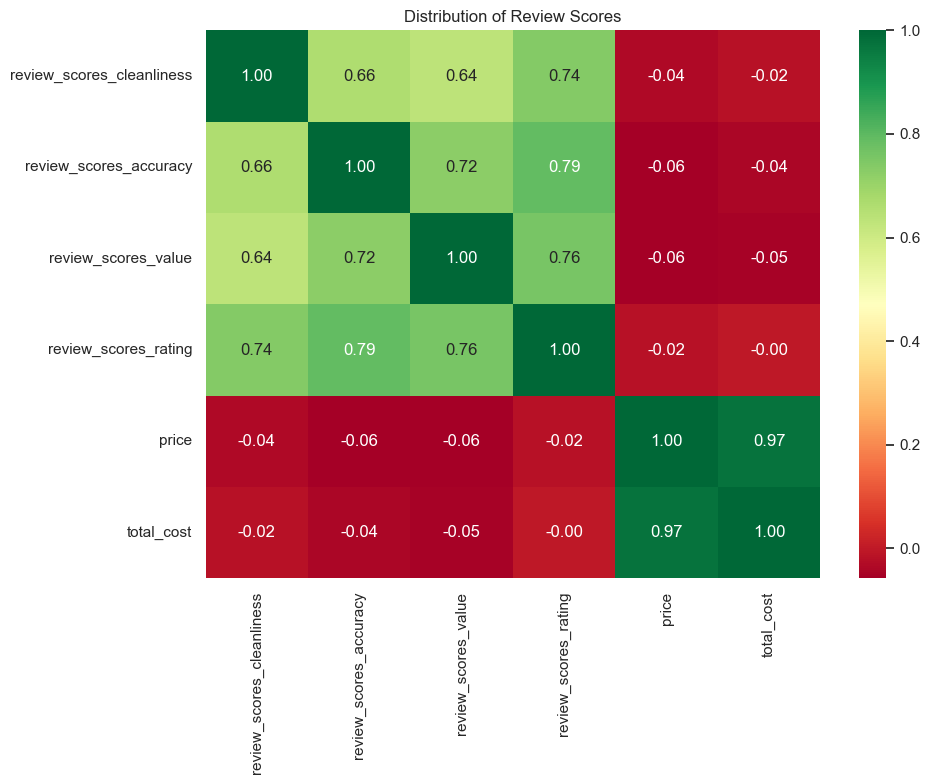 Distribution of Review Scores
review_scores_cleanliness 1.00 0.66 0.64 0.74 -0.04 -0.02
review_scores_accuracy 0.66 1.00 0.72 0.79 -0.06 -0.04
review_scores_value 0.64 0.72 1.00 0.76 -0.06 -0.05
review_scores_rating 0.74 0.79 0.76 1.00 -0.02 -0.00
price -0.04 -0.06 -0.06 -0.02 1.00 0.97
total_cost -0.02 -0.04 -0.05 -0.00 0.97 1.00
review_scores_cleanliness
review_scores_accuracy
review_scores_value
review_scores_rating
price
total_cost
1.0
0.8
0.6
0.4
0.2
0.0